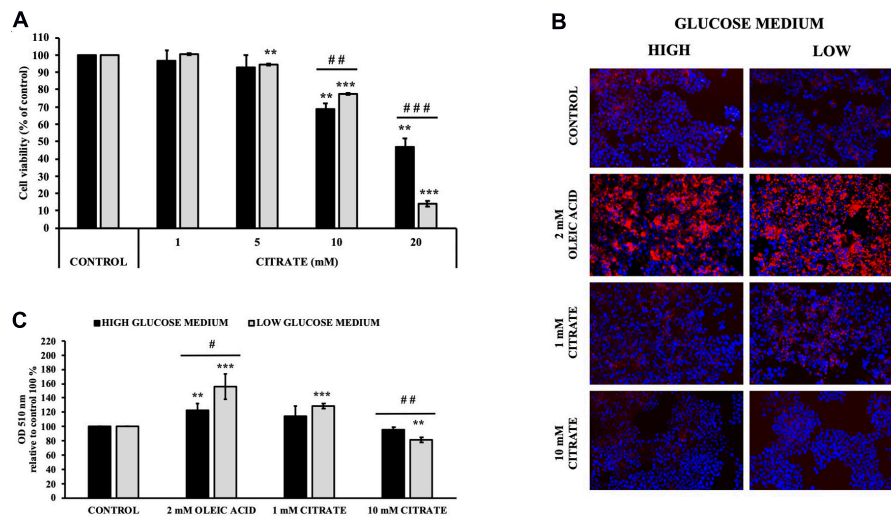 A
Cell viability (% of control)
110
100
90
80
70
60
50
40
30
20
10
0
**
# #
**
***
# # #
**
***
1
5
10
20
CONTROL
CITRATE (mM)
B
GLUCOSE MEDIUM
HIGH
LOW
CONTROL
2 mM
OLEIC ACID
1 mM
CITRATE
10 mM
CITRATE
C
HIGH GLUCOSE MEDIUM
LOW GLUCOSE MEDIUM
OD 510 nm
relative to control 100 %
220
200
180
160
140
120
100
80
60
40
20
0
#
**
***
***
# #
**
CONTROL
2 mM OLEIC ACID
1 mM CITRATE
10 mM CITRATE